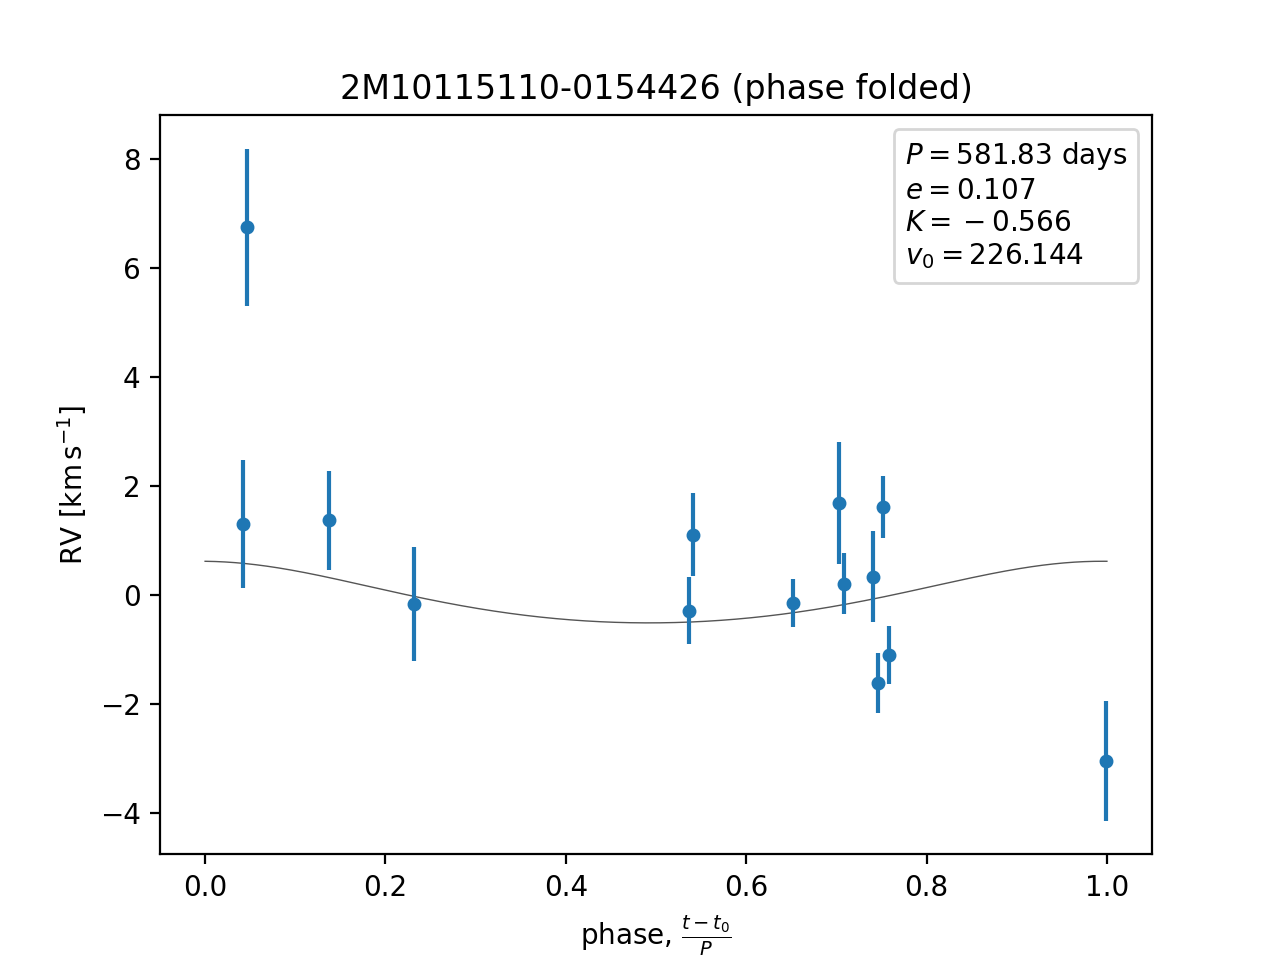 2M10115110-0154426 (phase folded)
P = 581.83 days
e = 0.107
K = −0.566
v₀ = 226.144
8
6
4
2
0
−2
−4
RV [km s⁻¹]
0.0 0.2 0.4 0.6 0.8 1.0
phase, (t − t₀)/P